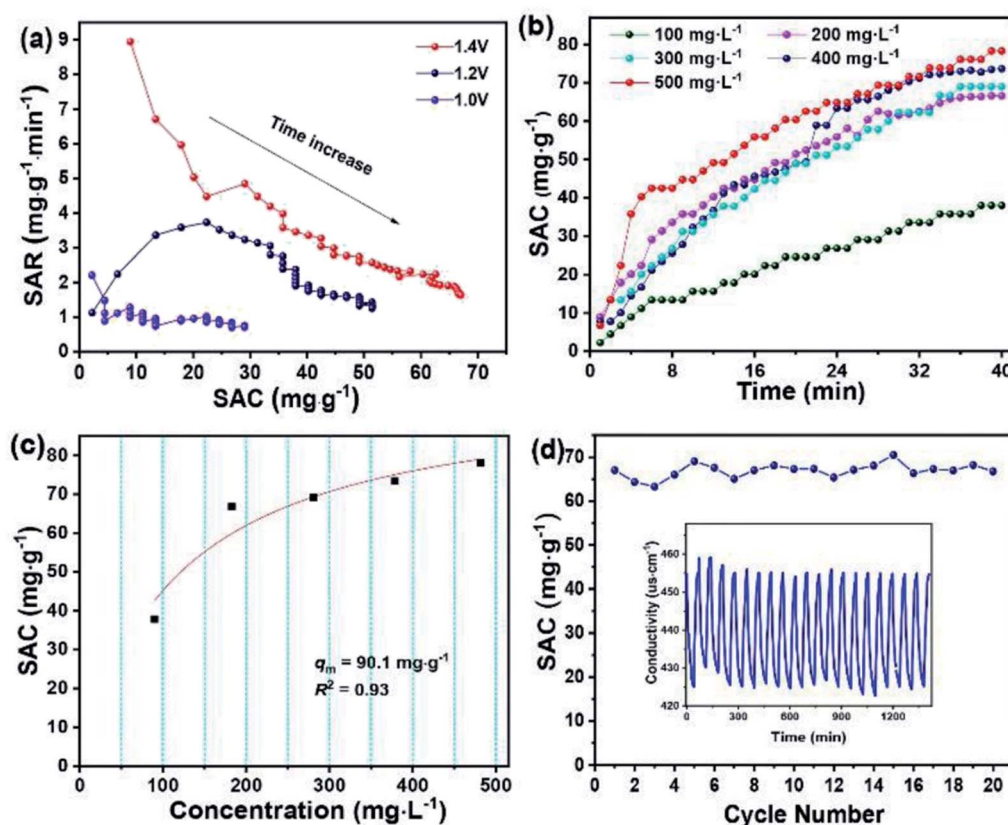 (a)
SAR (mg·g⁻¹·min⁻¹)
9
8
7
6
5
4
3
2
1
0
1.4V
1.2V
1.0V
Time increase
0 10 20 30 40 50 60 70
SAC (mg·g⁻¹)
(b)
SAC (mg·g⁻¹)
80
70
60
50
40
30
20
10
0
100 mg·L⁻¹ 200 mg·L⁻¹
300 mg·L⁻¹ 400 mg·L⁻¹
500 mg·L⁻¹
0 8 16 24 32 40
Time (min)
(c)
SAC (mg·g⁻¹)
80
70
60
50
40
30
20
10
0
qm = 90.1 mg·g⁻¹
R² = 0.93
0 100 200 300 400 500
Concentration (mg·L⁻¹)
(d)
SAC (mg·g⁻¹)
70
60
50
40
30
20
10
0
Conductivity (us·cm⁻¹)
460
450
440
430
420
0 300 600 900 1200
Time (min)
0 2 4 6 8 10 12 14 16 18 20
Cycle Number